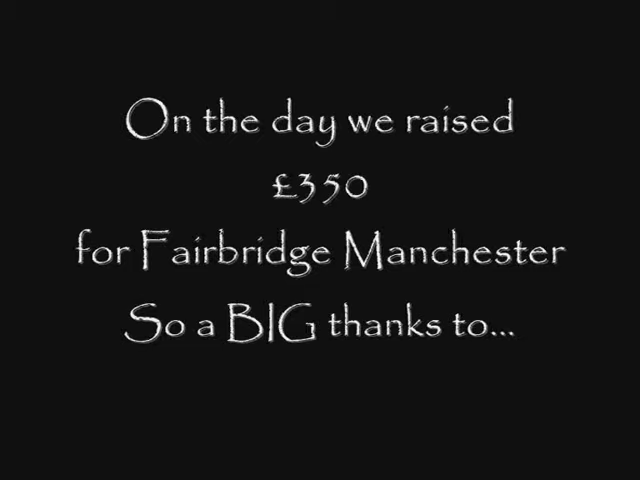 On the day we raised
£350
for Fairbridge Manchester
So a BIG thanks to...